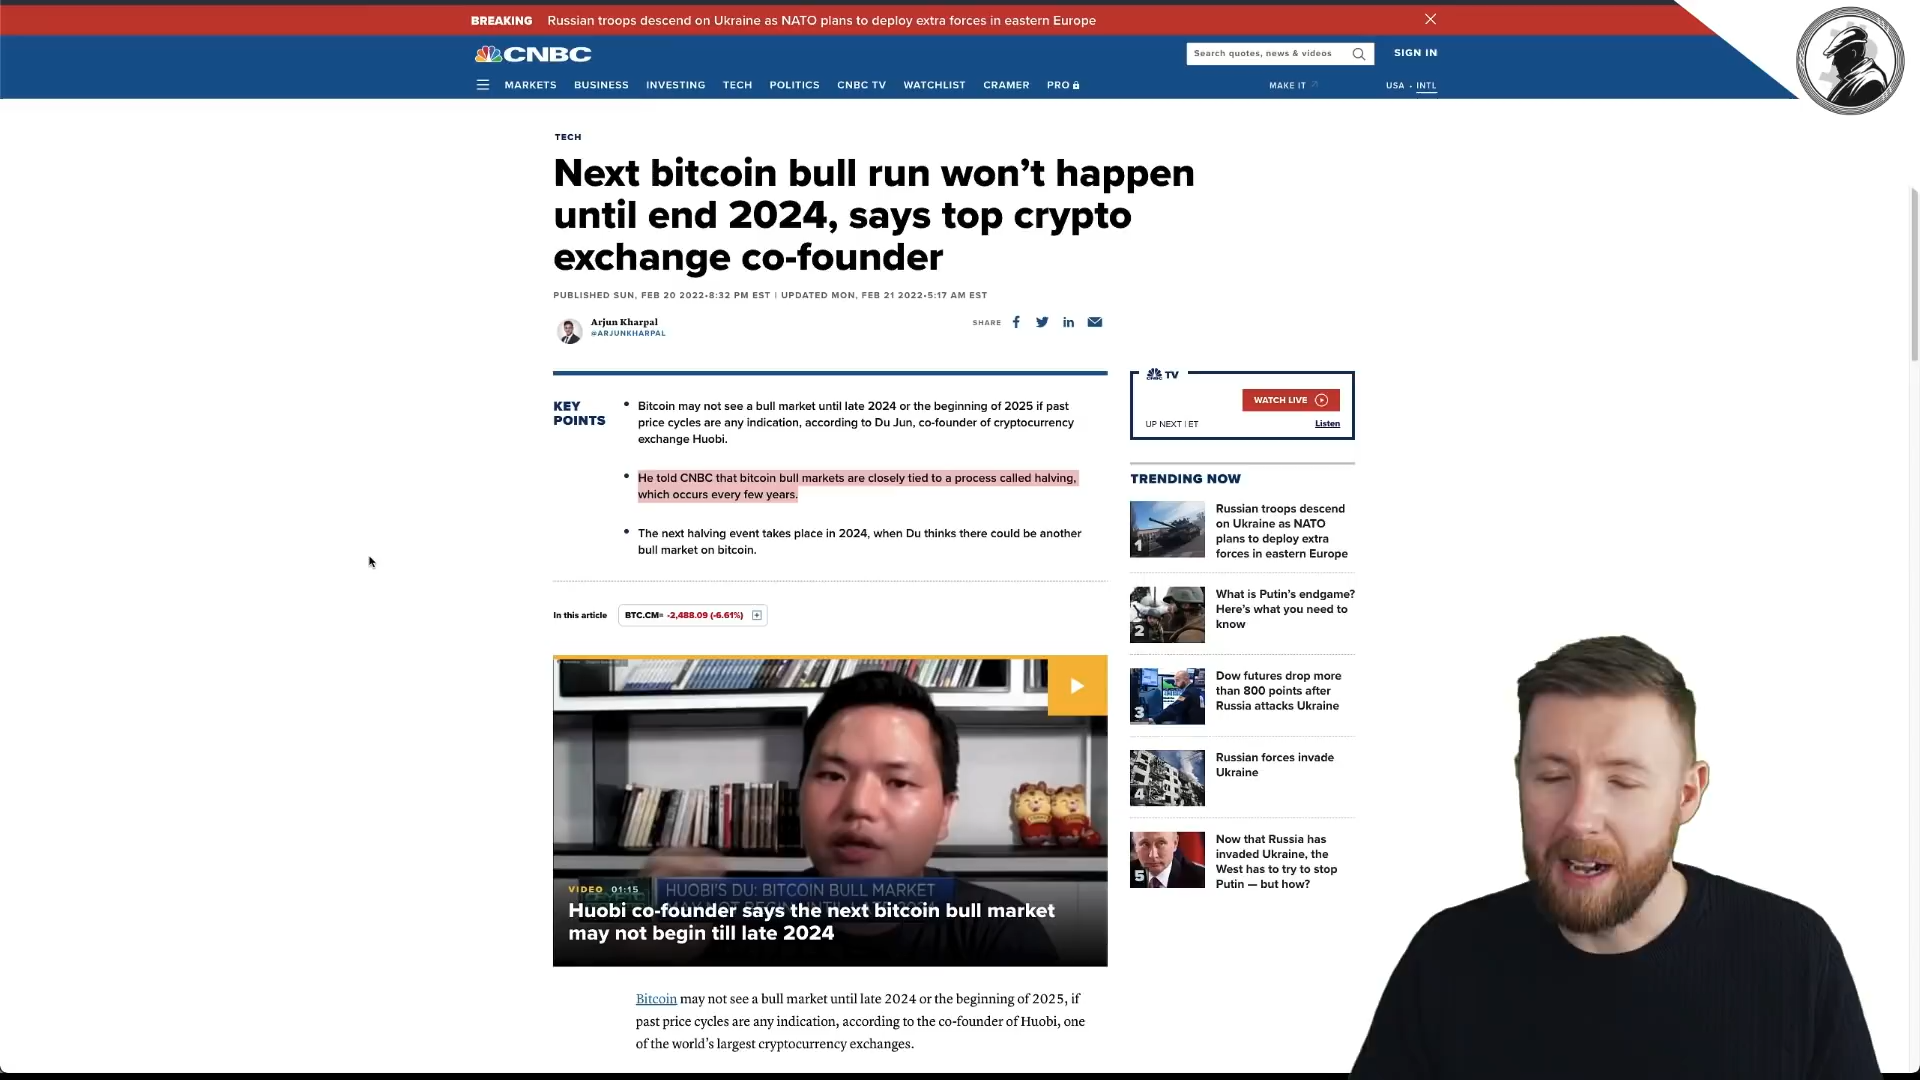 BREAKING Russian troops descend on Ukraine as NATO plans to deploy extra forces in eastern Europe
CNBC
Search quotes, news & videos
SIGN IN
MARKETS BUSINESS INVESTING TECH POLITICS CNBC TV WATCHLIST CRAMER PRO
MAKE IT
USA • INTL
TECH
Next bitcoin bull run won’t happen
until end 2024, says top crypto
exchange co-founder
PUBLISHED SUN, FEB 20 2022•8:32 PM EST | UPDATED MON, FEB 21 2022•5:17 AM EST
Arjun Kharpal
@ARJUNKHARPAL
SHARE
KEY
POINTS
• Bitcoin may not see a bull market until late 2024 or the beginning of 2025 if past
price cycles are any indication, according to Du Jun, co-founder of cryptocurrency
exchange Huobi.
• He told CNBC that bitcoin bull markets are closely tied to a process called halving,
which occurs every few years.
• The next halving event takes place in 2024, when Du thinks there could be another
bull market on bitcoin.
In this article
BTC.CM= -2,488.09 (-6.61%)
VIDEO 01:15
HUOBI'S DU: BITCOIN BULL MARKET
Huobi co-founder says the next bitcoin bull market
may not begin till late 2024
Bitcoin may not see a bull market until late 2024 or the beginning of 2025, if
past price cycles are any indication, according to the co-founder of Huobi, one
of the world’s largest cryptocurrency exchanges.
CNBC TV
WATCH LIVE
UP NEXT | ET
Listen
TRENDING NOW
1
Russian troops descend
on Ukraine as NATO
plans to deploy extra
forces in eastern Europe
2
What is Putin’s endgame?
Here’s what you need to
know
3
Dow futures drop more
than 800 points after
Russia attacks Ukraine
4
Russian forces invade
Ukraine
5
Now that Russia has
invaded Ukraine, the
West has to try to stop
Putin — but how?